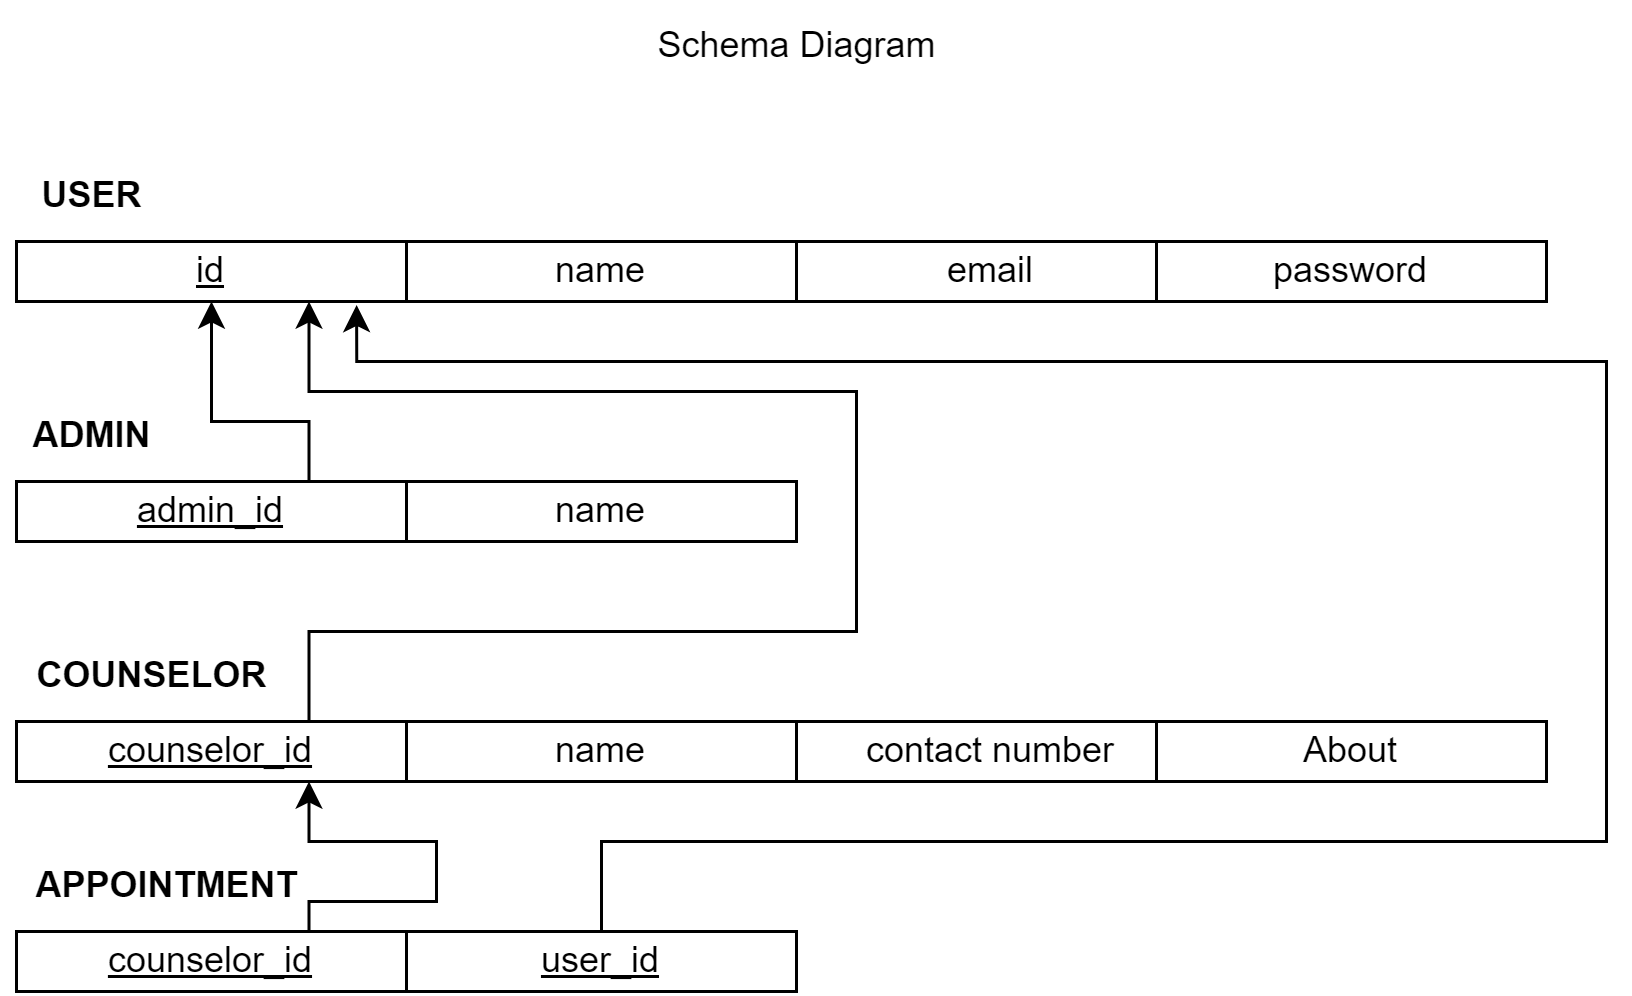 Schema Diagram
USER
id name email password
ADMIN
admin_id name
COUNSELOR
counselor_id name contact number About
APPOINTMENT
counselor_id user_id